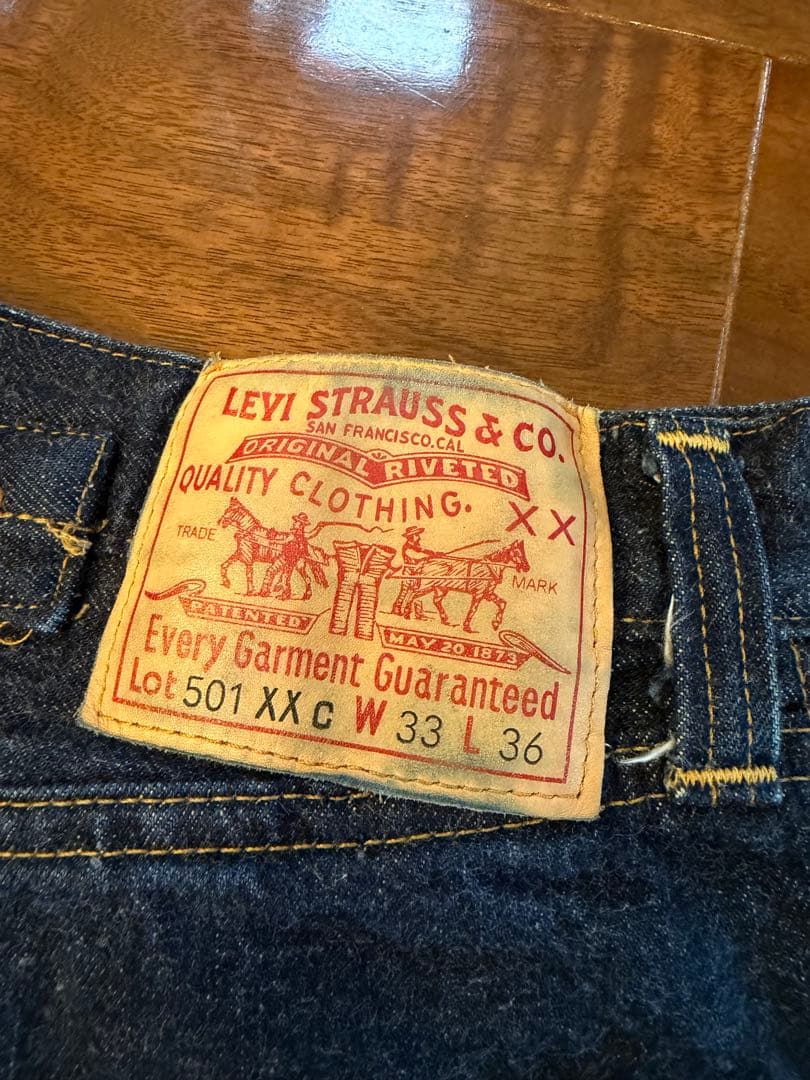 LEVI STRAUSS & CO.
SAN FRANCISCO.CAL
ORIGINAL RIVETED
QUALITY CLOTHING.
XX
TRADE MARK
PATENTED MAY 20.1873
Every Garment Guaranteed
Lot 501 XX C W 33 L 36